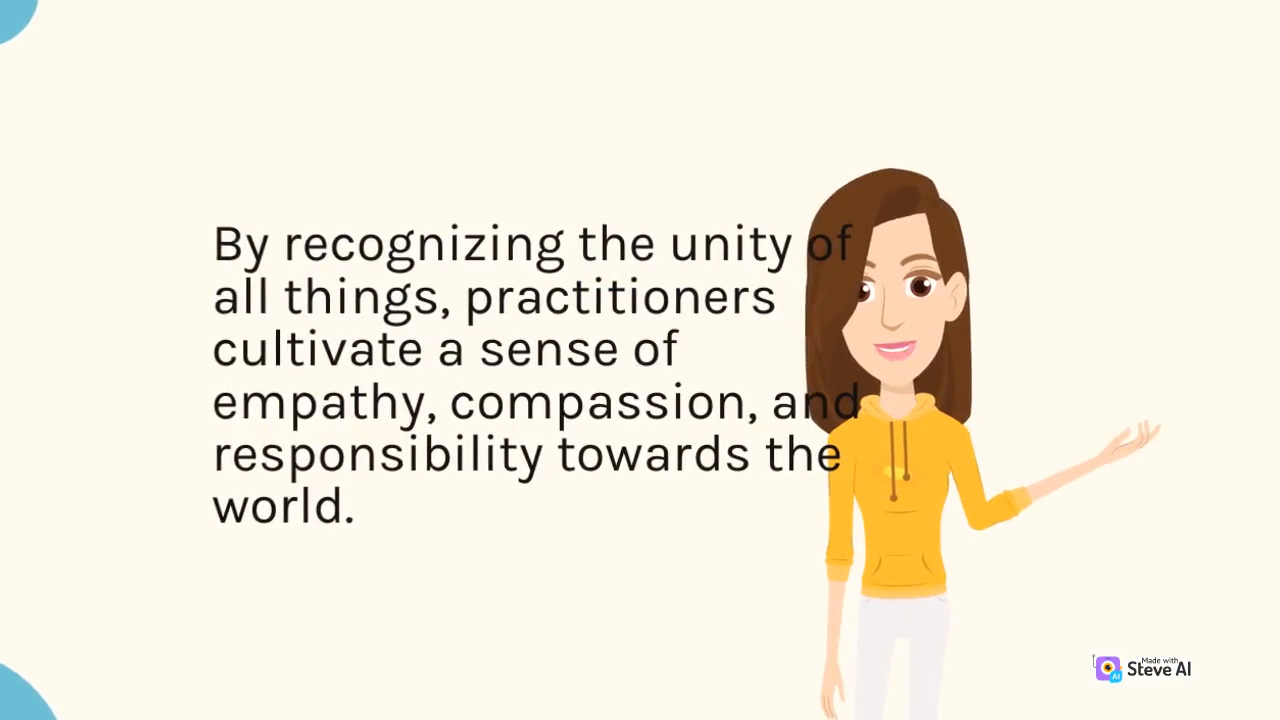 By recognizing the unity of
all things, practitioners
cultivate a sense of
empathy, compassion, and
responsibility towards the
world.
Made with
Steve AI
AI